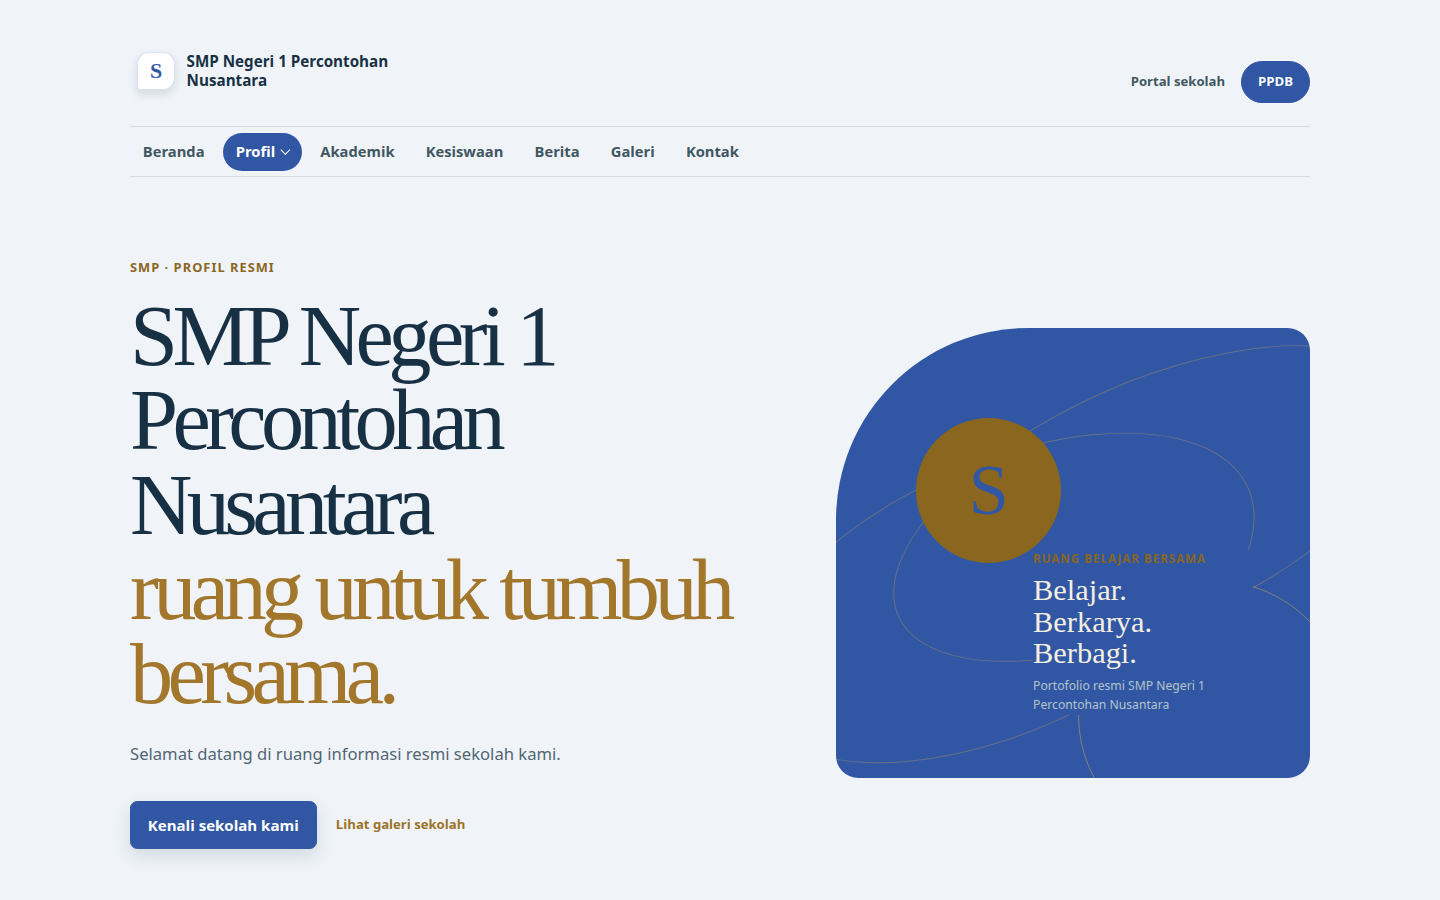 S
SMP Negeri 1 Percontohan
Nusantara
Portal sekolah
PPDB
Beranda
Profil
Akademik
Kesiswaan
Berita
Galeri
Kontak
SMP · PROFIL RESMI
SMP Negeri 1
Percontohan
Nusantara
ruang untuk tumbuh
bersama.
Selamat datang di ruang informasi resmi sekolah kami.
Kenali sekolah kami
Lihat galeri sekolah
S
RUANG BELAJAR BERSAMA
Belajar.
Berkarya.
Berbagi.
Portofolio resmi SMP Negeri 1
Percontohan Nusantara